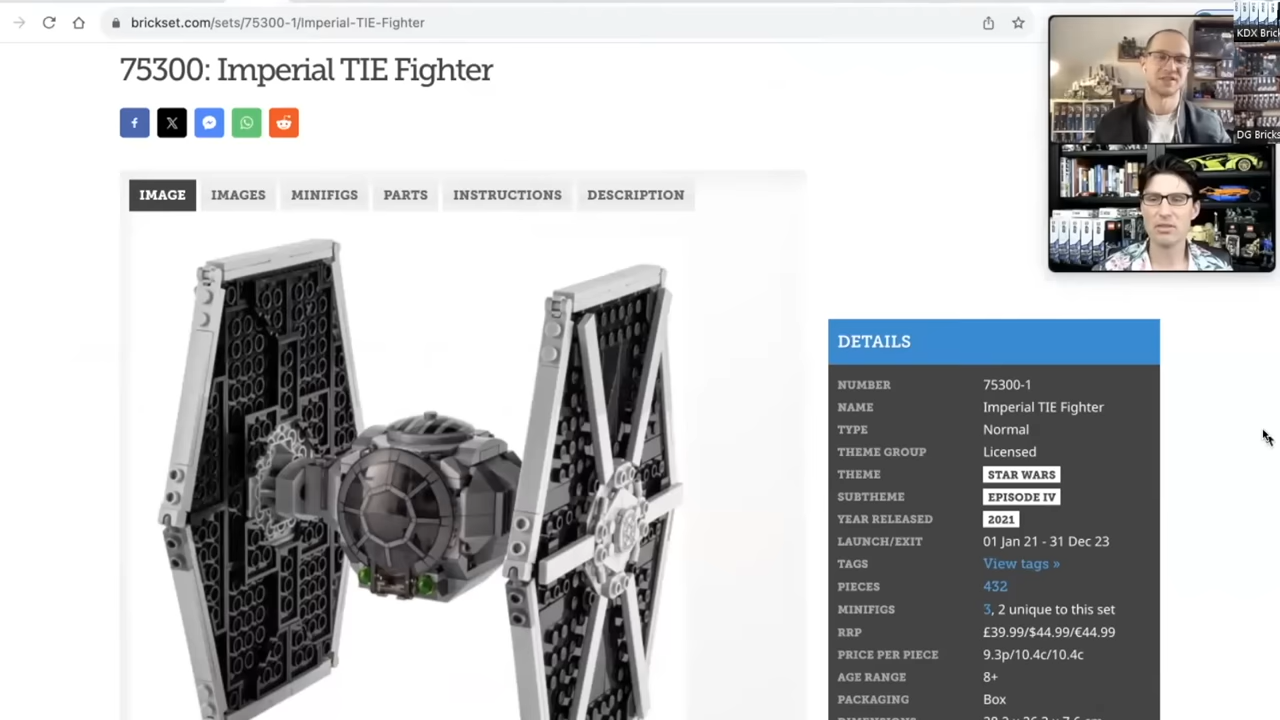 brickset.com/sets/75300-1/Imperial-TIE-Fighter
KDX Brick
DG Bricks
75300: Imperial TIE Fighter
IMAGE IMAGES MINIFIGS PARTS INSTRUCTIONS DESCRIPTION
DETAILS
NUMBER 75300-1
NAME Imperial TIE Fighter
TYPE Normal
THEME GROUP Licensed
THEME STAR WARS
SUBTHEME EPISODE IV
YEAR RELEASED 2021
LAUNCH/EXIT 01 Jan 21 - 31 Dec 23
TAGS View tags »
PIECES 432
MINIFIGS 3, 2 unique to this set
RRP £39.99/$44.99/€44.99
PRICE PER PIECE 9.3p/10.4c/10.4c
AGE RANGE 8+
PACKAGING Box